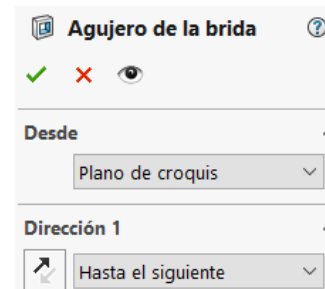 Agujero de la brida
Desde
Plano de croquis
Dirección 1
Hasta el siguiente